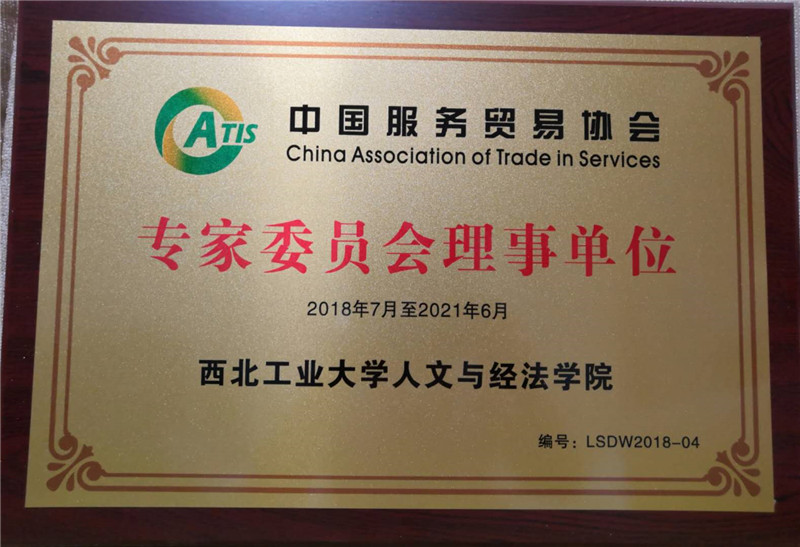 CATIS
中国服务贸易协会
China Association of Trade in Services
专家委员会理事单位
2018年7月至2021年6月
西北工业大学人文与经法学院
编号：LSDW2018-04